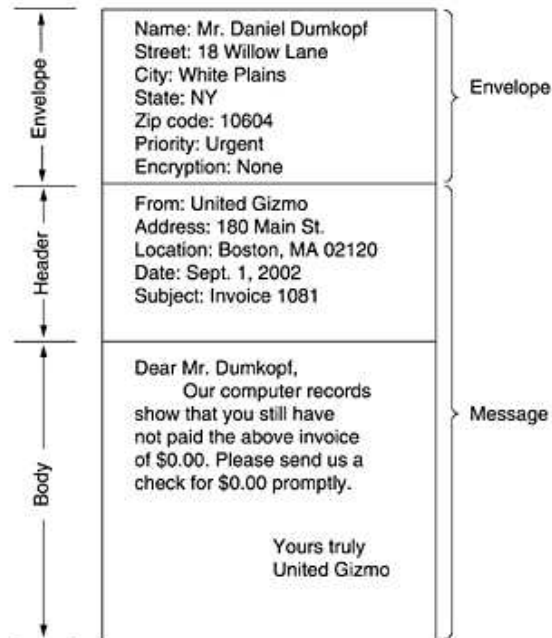 Envelope
Name: Mr. Daniel Dumkopf
Street: 18 Willow Lane
City: White Plains
State: NY
Zip code: 10604
Priority: Urgent
Encryption: None
Envelope
Header
From: United Gizmo
Address: 180 Main St.
Location: Boston, MA 02120
Date: Sept. 1, 2002
Subject: Invoice 1081
Body
Dear Mr. Dumkopf,
Our computer records
show that you still have
not paid the above invoice
of $0.00. Please send us a
check for $0.00 promptly.
Yours truly
United Gizmo
Message